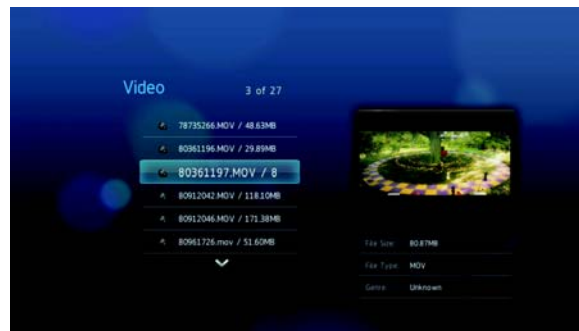 Video
3 of 27
78735266.MOV / 48.63MB
80361196.MOV / 29.89MB
80361197.MOV / 8
80912042.MOV / 118.10MB
80912046.MOV / 171.38MB
80961726.mov / 51.60MB
File Size: 80.87MB
File Type: MOV
Genre: Unknown